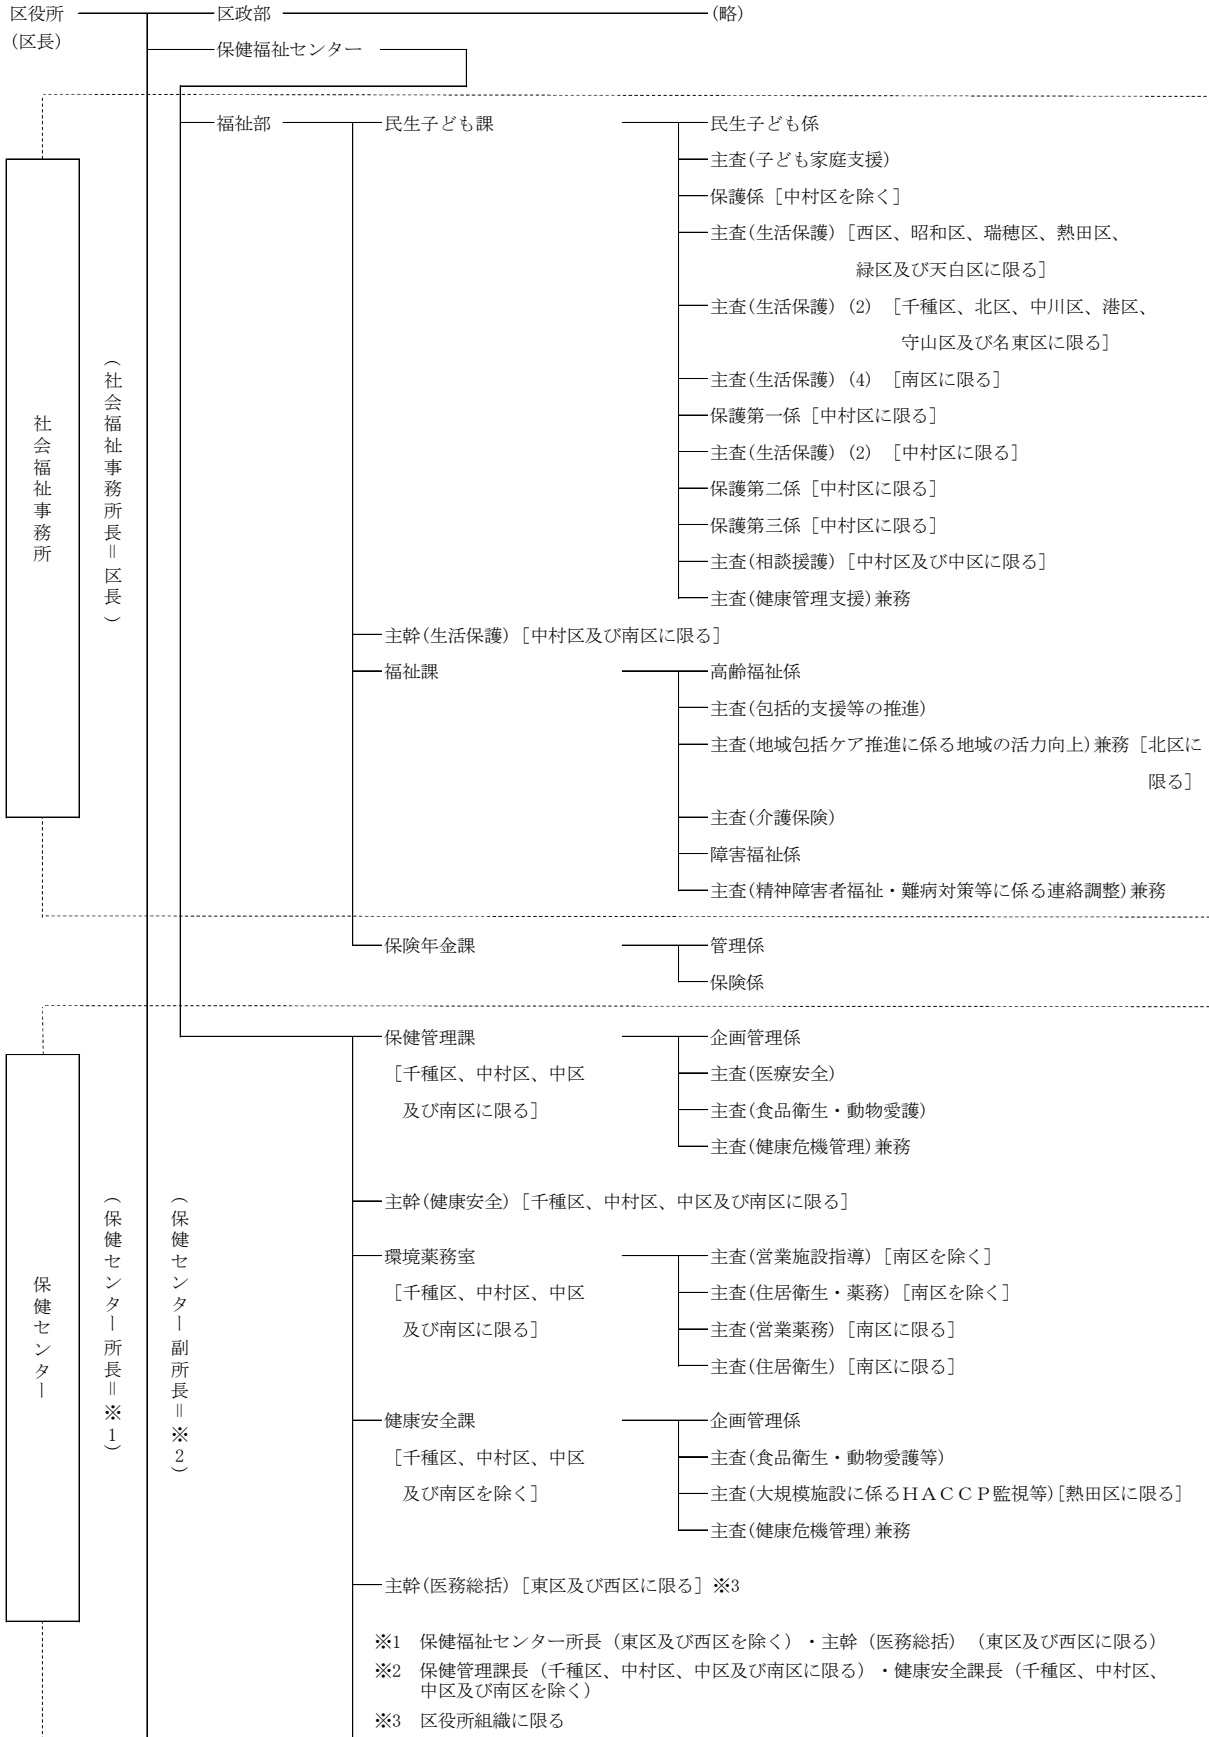 区役所
(区長)
区政部
(略)
保健福祉センター
福祉部
民生子ども課
民生子ども係
主査(子ども家庭支援)
保護係［中村区を除く］
主査(生活保護)［西区、昭和区、瑞穂区、熱田区、
緑区及び天白区に限る］
主査(生活保護)(2) ［千種区、北区、中川区、港区、
守山区及び名東区に限る］
主査(生活保護)(4) ［南区に限る］
保護第一係［中村区に限る］
主査(生活保護)(2) ［中村区に限る］
保護第二係［中村区に限る］
保護第三係［中村区に限る］
主査(相談援護)［中村区及び中区に限る］
主査(健康管理支援)兼務
社会福祉事務所
(社会福祉事務所長＝区長)
主幹(生活保護)［中村区及び南区に限る］
福祉課
高齢福祉係
主査(包括的支援等の推進)
主査(地域包括ケア推進に係る地域の活力向上)兼務［北区に
限る］
主査(介護保険)
障害福祉係
主査(精神障害者福祉・難病対策等に係る連絡調整)兼務
保険年金課
管理係
保険係
保健管理課
［千種区、中村区、中区
及び南区に限る］
企画管理係
主査(医療安全)
主査(食品衛生・動物愛護)
主査(健康危機管理)兼務
保健センター
(保健センター所長＝※1)
(保健センター副所長＝※2)
主幹(健康安全)［千種区、中村区、中区及び南区に限る］
環境薬務室
［千種区、中村区、中区
及び南区に限る］
主査(営業施設指導)［南区を除く］
主査(住居衛生・薬務)［南区を除く］
主査(営業薬務)［南区に限る］
主査(住居衛生)［南区に限る］
健康安全課
［千種区、中村区、中区
及び南区を除く］
企画管理係
主査(食品衛生・動物愛護等)
主査(大規模施設に係るＨＡＣＣＰ監視等)［熱田区に限る］
主査(健康危機管理)兼務
主幹(医務総括)［東区及び西区に限る］※3
※1 保健福祉センター所長（東区及び西区を除く）・主幹（医務総括）（東区及び西区に限る）
※2 保健管理課長（千種区、中村区、中区及び南区に限る）・健康安全課長（千種区、中村区、
中区及び南区を除く）
※3 区役所組織に限る